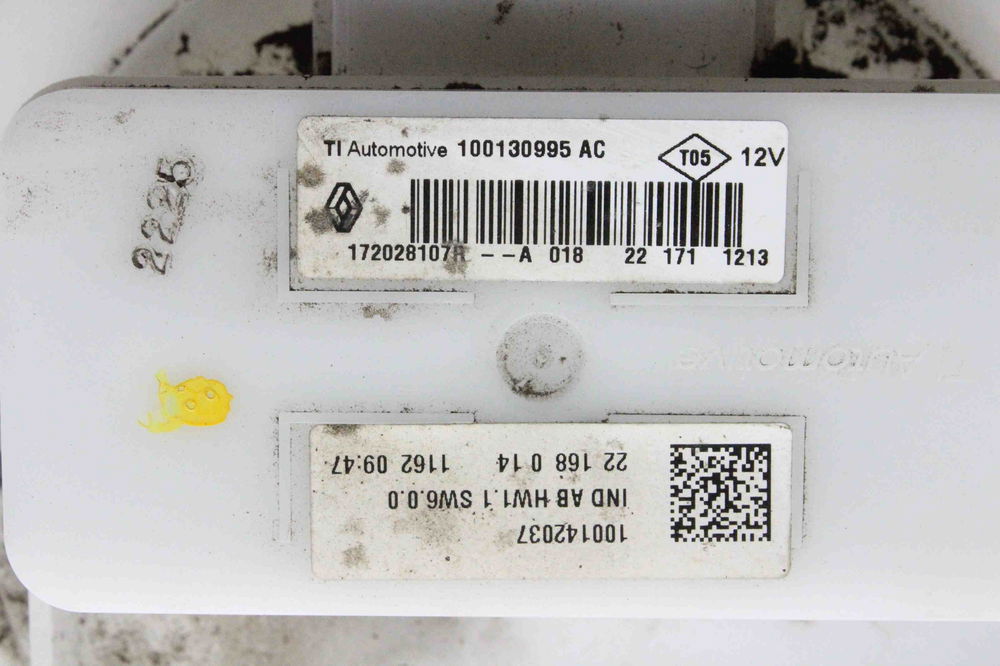 TI Automotive 100130995 AC
T05 12V
172028107R --A 018 22 171 1213
2225
Automotive
100142037
IND AB HW1.1 SW6.0.0
22 168 0 14 1162 09:47